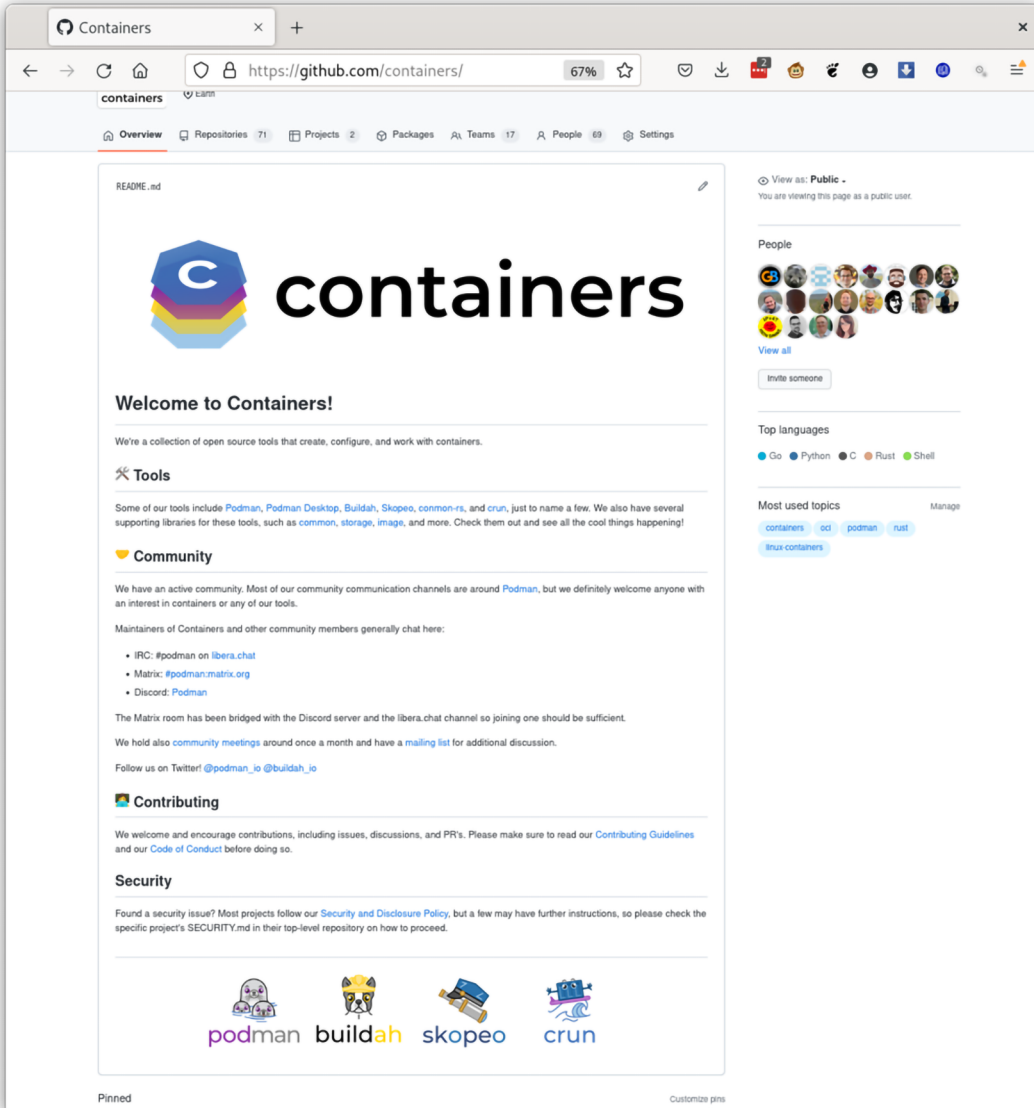 Containers
https://github.com/containers/
67%
2
containers
Earth
Overview
Repositories 71
Projects 2
Packages
Teams 17
People 69
Settings
README.md
C containers
Welcome to Containers!
We're a collection of open source tools that create, configure, and work with containers.
Tools
Some of our tools include Podman, Podman Desktop, Buildah, Skopeo, conmon-rs, and crun, just to name a few. We also have several
supporting libraries for these tools, such as common, storage, image, and more. Check them out and see all the cool things happening!
Community
We have an active community. Most of our community communication channels are around Podman, but we definitely welcome anyone with
an interest in containers or any of our tools.
Maintainers of Containers and other community members generally chat here:
• IRC: #podman on libera.chat
• Matrix: #podman:matrix.org
• Discord: Podman
The Matrix room has been bridged with the Discord server and the libera.chat channel so joining one should be sufficient.
We hold also community meetings around once a month and have a mailing list for additional discussion.
Follow us on Twitter! @podman_io @buildah_io
Contributing
We welcome and encourage contributions, including issues, discussions, and PR's. Please make sure to read our Contributing Guidelines
and our Code of Conduct before doing so.
Security
Found a security issue? Most projects follow our Security and Disclosure Policy, but a few may have further instructions, so please check the
specific project's SECURITY.md in their top-level repository on how to proceed.
podman buildah skopeo crun
Pinned
Customize pins
View as: Public
You are viewing this page as a public user.
People
GB
View all
Invite someone
Top languages
Go Python C Rust Shell
Most used topics
Manage
containers oci podman rust
linux-containers